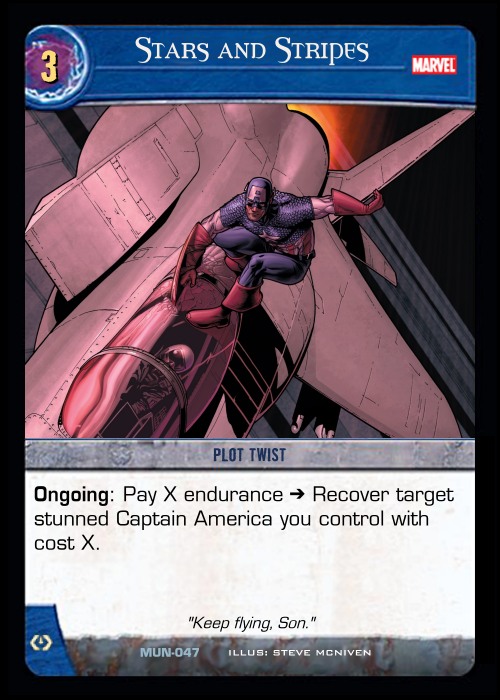 3
STARS AND STRIPES
MARVEL
PLOT TWIST
Ongoing: Pay X endurance ➔ Recover target
stunned Captain America you control with
cost X.
"Keep flying, Son."
MUN-047 ILLUS: STEVE MCNIVEN